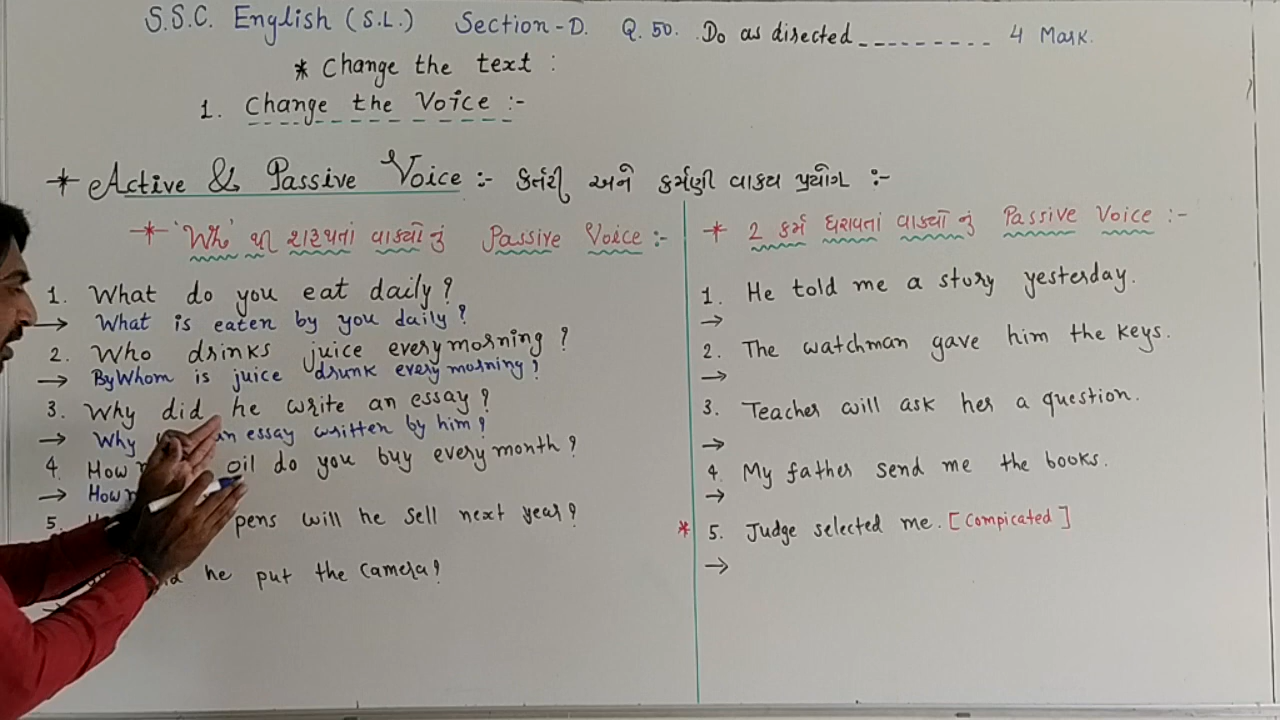 S.S.C. English (S.L.) Section-D. Q. 50. Do as directed_________ 4 Mark.
* Change the text :
1. Change the Voice :-
* Active & Passive Voice :- કર્તરી અને કર્મણી વાક્ય પ્રયોગ :-
* 'Wh' થી શરૂથતાં વાક્યોનું Passive Voice :-
1. What do you eat daily?
→ What is eaten by you daily?
2. Who drinks juice every morning?
→ By Whom is juice drunk every morning?
3. Why did he write an essay?
→ Why an essay written by him?
4. How oil do you buy every month?
→ How
5. pens will he sell next year?
he put the camera?
* 2 કર્મ ધરાવતાં વાક્યોનું Passive Voice :-
1. He told me a story yesterday.
→
2. The watchman gave him the keys.
→
3. Teacher will ask her a question.
→
4. My father send me the books.
→
* 5. Judge selected me. [Compicated]
→